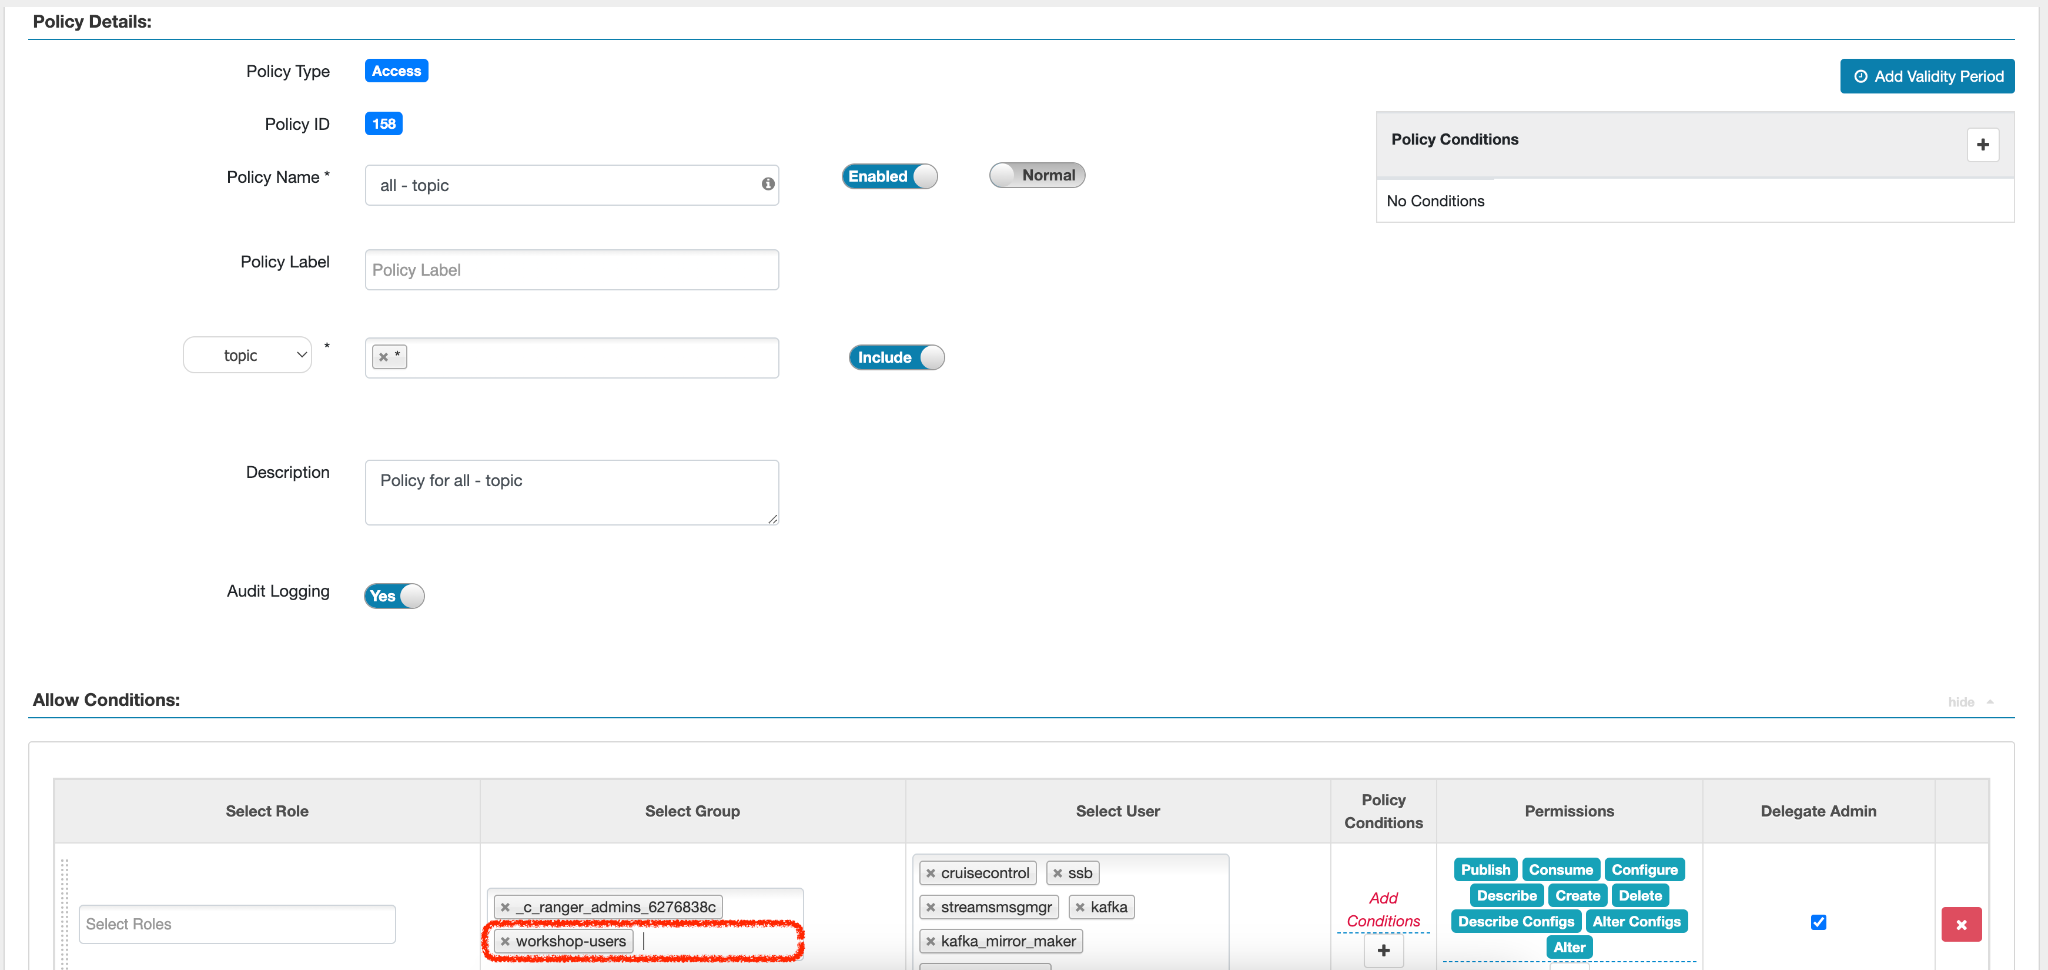 Policy Details:
Policy Type Access
Add Validity Period
Policy ID 158
Policy Conditions +
Policy Name * all - topic Enabled Normal
No Conditions
Policy Label Policy Label
topic * × * Include
Description Policy for all - topic
Audit Logging Yes
Allow Conditions: hide
Select Role Select Group Select User Policy Conditions Permissions Delegate Admin
Select Roles
× _c_ranger_admins_6276838c
× workshop-users
× cruisecontrol × ssb
× streamsmsgmgr × kafka
× kafka_mirror_maker
Add
Conditions
+
Publish Consume Configure
Describe Create Delete
Describe Configs Alter Configs
Alter
×